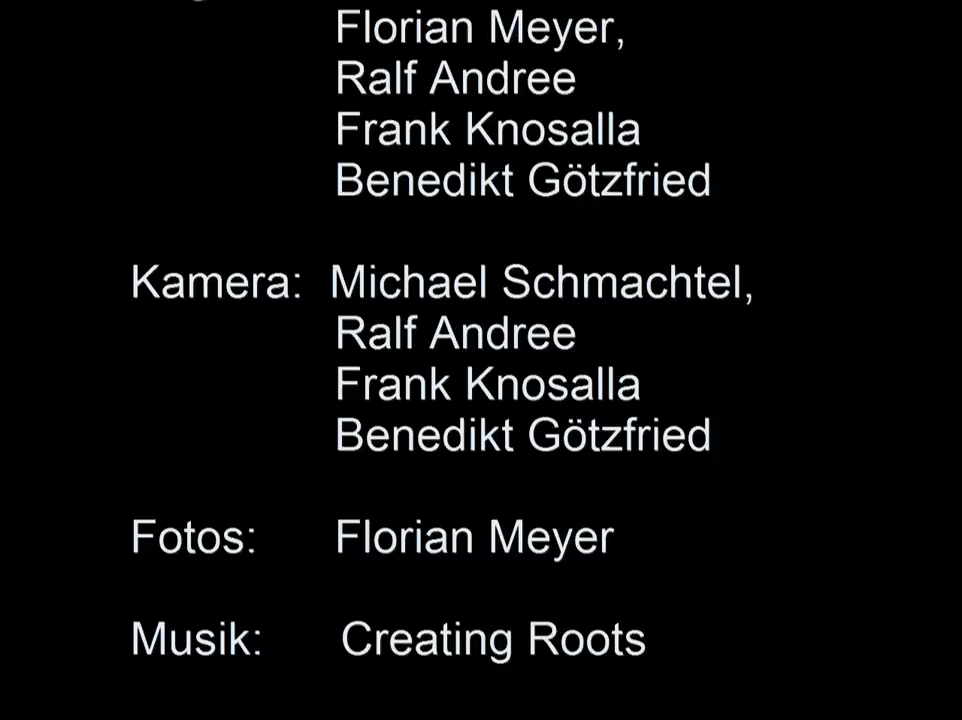 Florian Meyer,
Ralf Andree
Frank Knosalla
Benedikt Götzfried
Kamera: Michael Schmachtel,
Ralf Andree
Frank Knosalla
Benedikt Götzfried
Fotos: Florian Meyer
Musik: Creating Roots